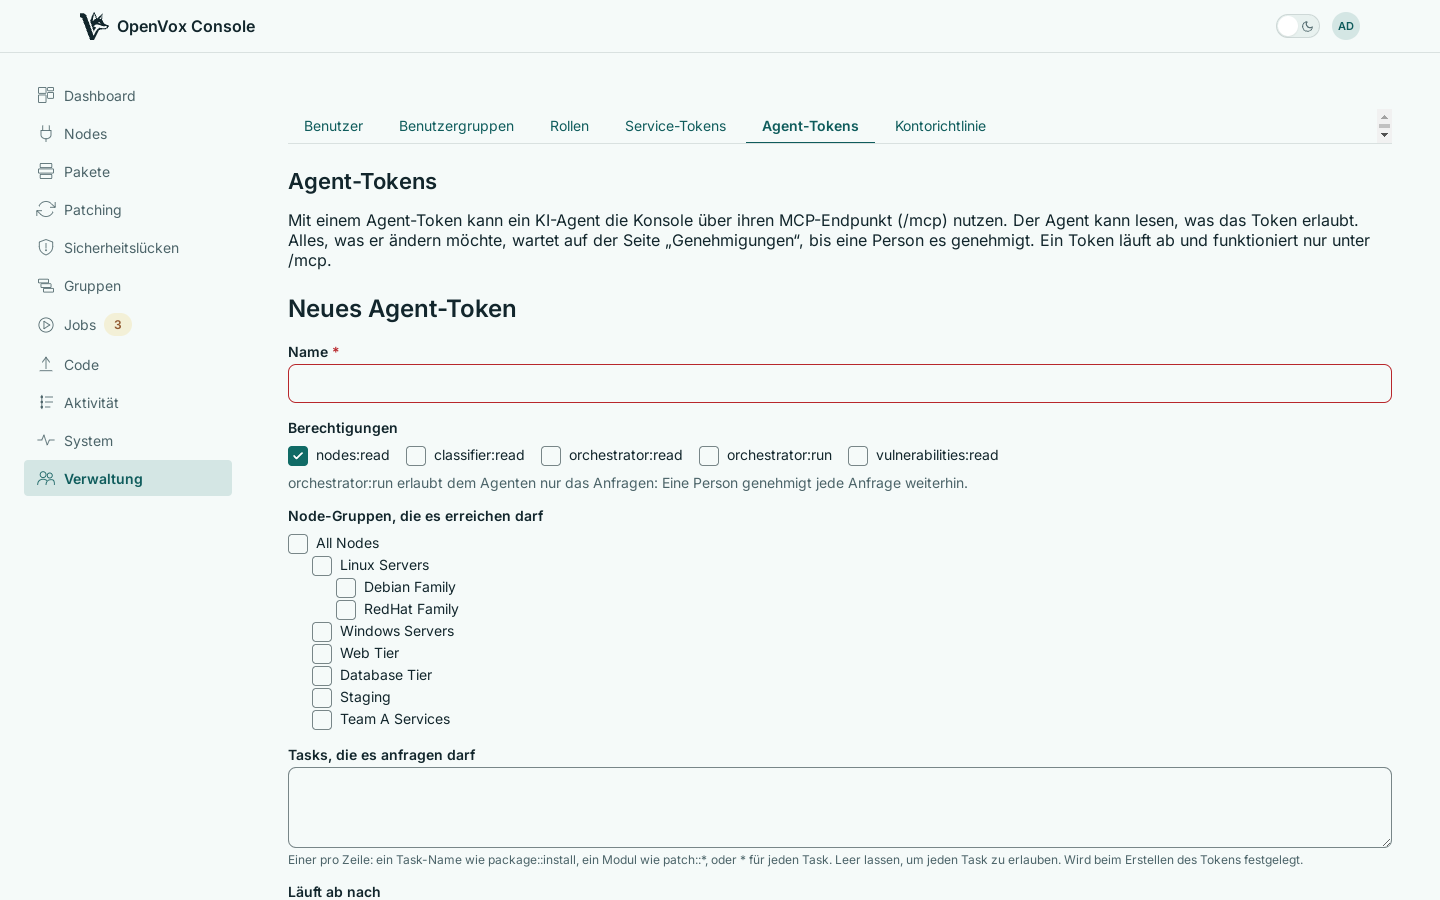 OpenVox Console
AD
Dashboard
Nodes
Pakete
Patching
Sicherheitslücken
Gruppen
Jobs 3
Code
Aktivität
System
Verwaltung
Benutzer Benutzergruppen Rollen Service-Tokens Agent-Tokens Kontorichtlinie
Agent-Tokens
Mit einem Agent-Token kann ein KI-Agent die Konsole über ihren MCP-Endpunkt (/mcp) nutzen. Der Agent kann lesen, was das Token erlaubt.
Alles, was er ändern möchte, wartet auf der Seite „Genehmigungen“, bis eine Person es genehmigt. Ein Token läuft ab und funktioniert nur unter
/mcp.
Neues Agent-Token
Name *
Berechtigungen
nodes:read classifier:read orchestrator:read orchestrator:run vulnerabilities:read
orchestrator:run erlaubt dem Agenten nur das Anfragen: Eine Person genehmigt jede Anfrage weiterhin.
Node-Gruppen, die es erreichen darf
All Nodes
Linux Servers
Debian Family
RedHat Family
Windows Servers
Web Tier
Database Tier
Staging
Team A Services
Tasks, die es anfragen darf
Einer pro Zeile: ein Task-Name wie package::install, ein Modul wie patch::*, oder * für jeden Task. Leer lassen, um jeden Task zu erlauben. Wird beim Erstellen des Tokens festgelegt.
Läuft ab nach